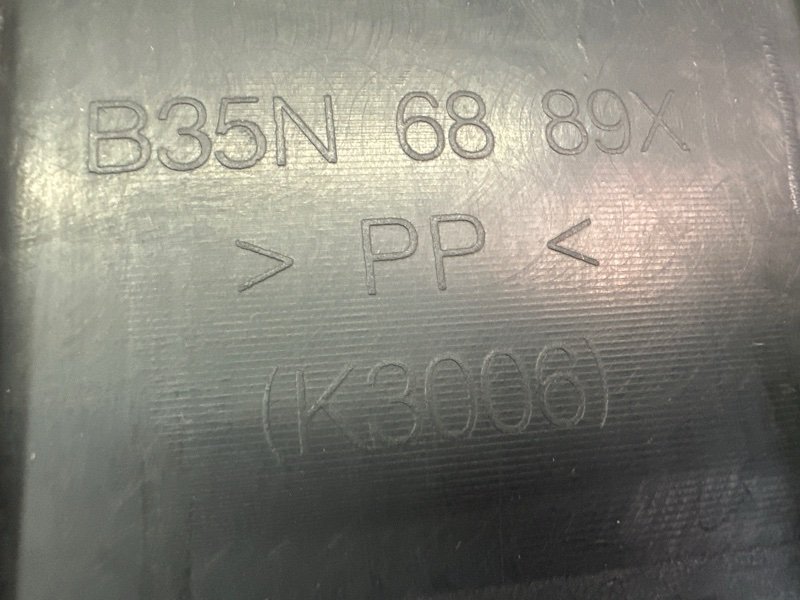 B35N 68 89X
> PP <
(K3006)